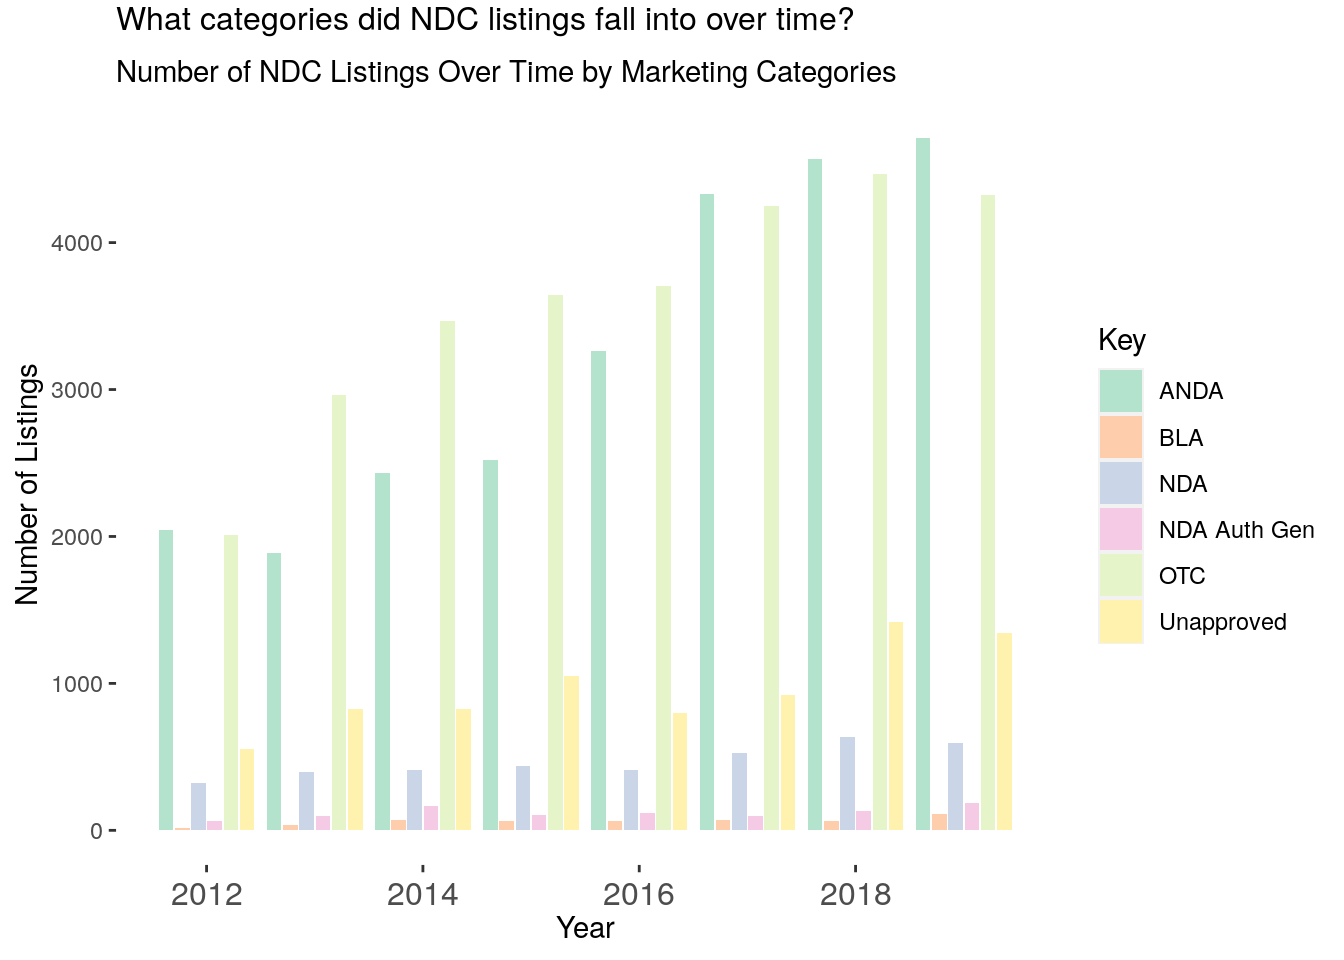 What categories did NDC listings fall into over time?
Number of NDC Listings Over Time by Marketing Categories
Number of Listings
4000
3000
2000
1000
0
2012
2014
2016
2018
Year
Key
ANDA
BLA
NDA
NDA Auth Gen
OTC
Unapproved